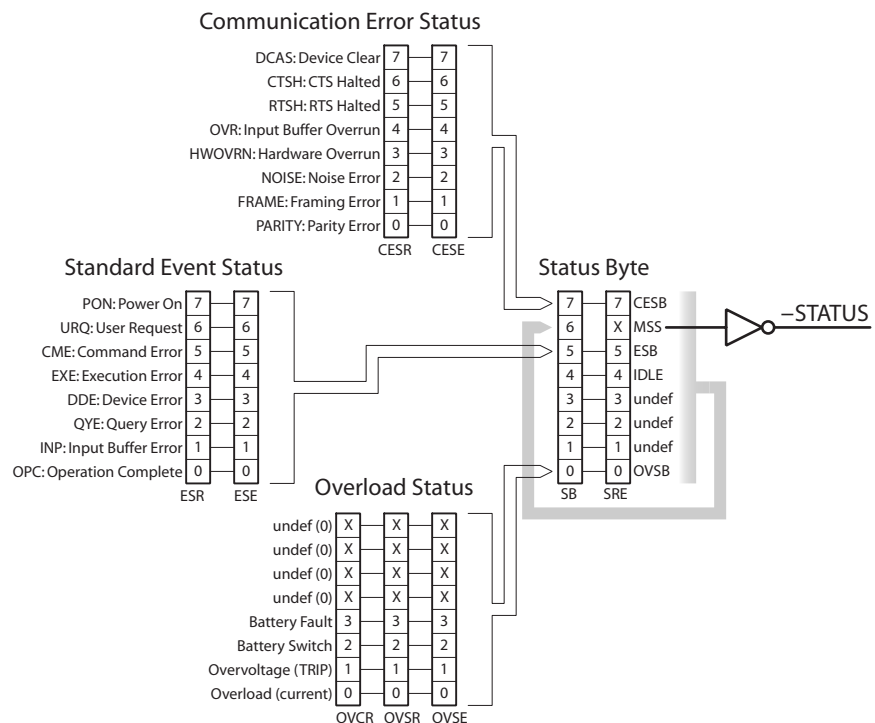 Communication Error Status
DCAS: Device Clear 7 7
CTSH: CTS Halted 6 6
RTSH: RTS Halted 5 5
OVR: Input Buffer Overrun 4 4
HWOVRN: Hardware Overrun 3 3
NOISE: Noise Error 2 2
FRAME: Framing Error 1 1
PARITY: Parity Error 0 0
CESR CESE
Standard Event Status
PON: Power On 7 7
URQ: User Request 6 6
CME: Command Error 5 5
EXE: Execution Error 4 4
DDE: Device Error 3 3
QYE: Query Error 2 2
INP: Input Buffer Error 1 1
OPC: Operation Complete 0 0
ESR ESE
Status Byte
7 7 CESB
6 X MSS
5 5 ESB
4 4 IDLE
3 3 undef
2 2 undef
1 1 undef
0 0 OVSB
SB SRE
–STATUS
Overload Status
undef (0) X X X
undef (0) X X X
undef (0) X X X
undef (0) X X X
Battery Fault 3 3 3
Battery Switch 2 2 2
Overvoltage (TRIP) 1 1 1
Overload (current) 0 0 0
OVCR OVSR OVSE